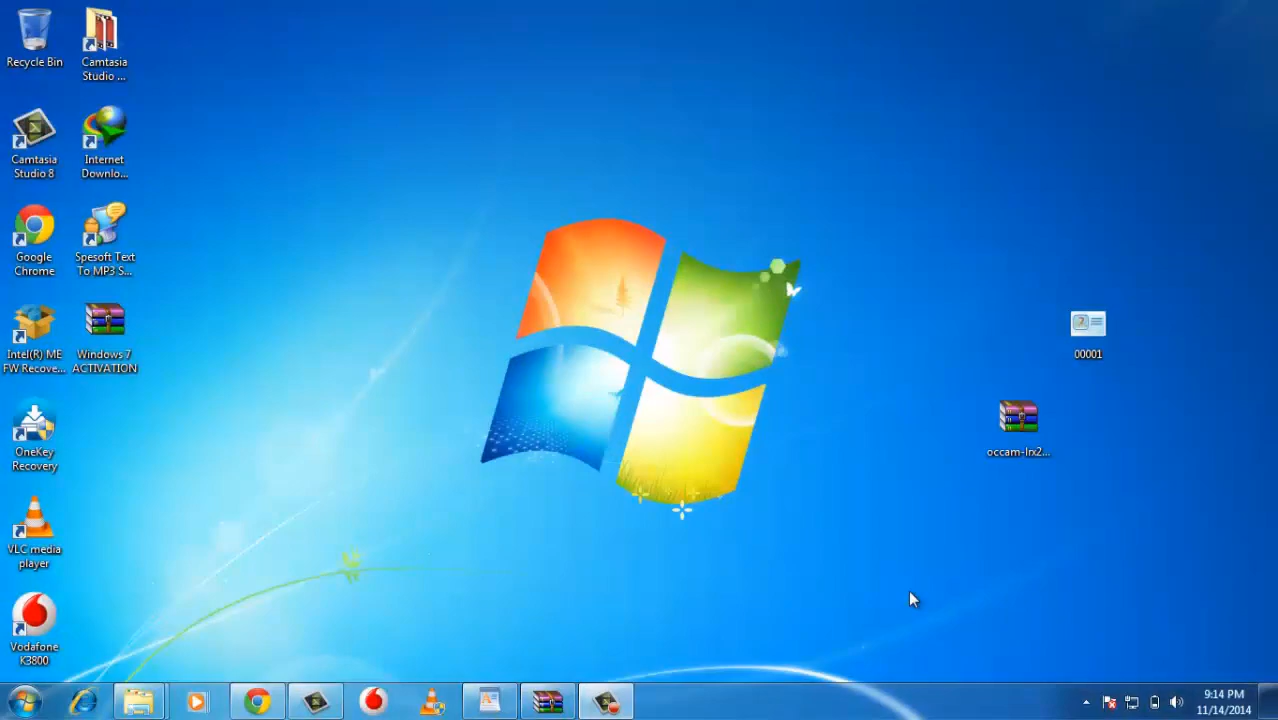 Recycle Bin
Camtasia
Studio ...
Camtasia
Studio 8
Internet
Downlo...
Google
Chrome
Spesoft Text
To MP3 S...
Intel(R) ME
FW Recove...
Windows 7
ACTIVATION
OneKey
Recovery
VLC media
player
Vodafone
K3800
00001
occam-lrx2...
9:14 PM
11/14/2014